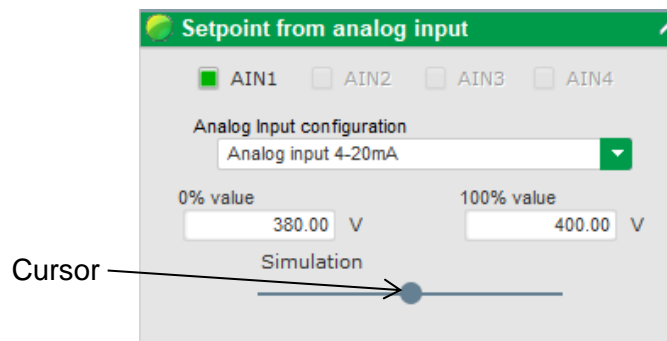 Setpoint from analog input
AIN1 AIN2 AIN3 AIN4
Analog Input configuration
Analog input 4-20mA
0% value 100% value
380.00 V 400.00 V
Simulation
Cursor